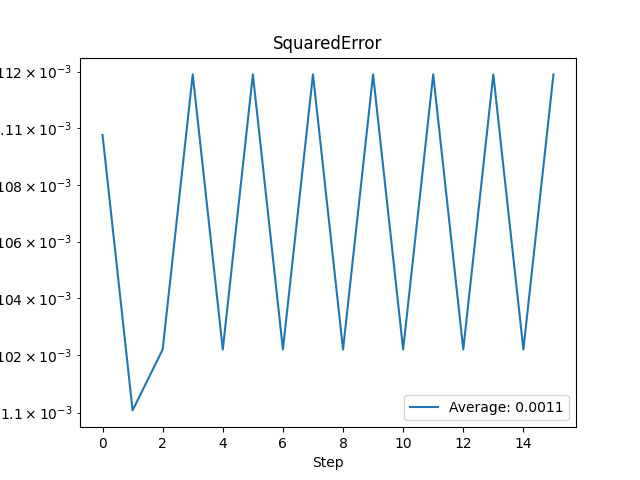 SquaredError
112 × 10⁻³
.11 × 10⁻³
108 × 10⁻³
106 × 10⁻³
104 × 10⁻³
102 × 10⁻³
1.1 × 10⁻³
Average: 0.0011
0 2 4 6 8 10 12 14
Step